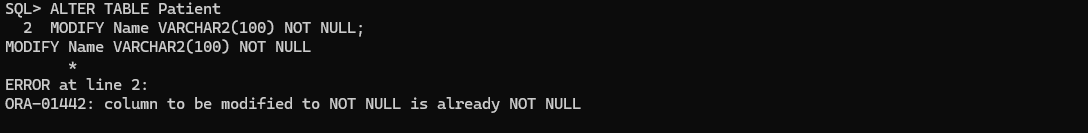 SQL> ALTER TABLE Patient
  2  MODIFY Name VARCHAR2(100) NOT NULL;
MODIFY Name VARCHAR2(100) NOT NULL
       *
ERROR at line 2:
ORA-01442: column to be modified to NOT NULL is already NOT NULL